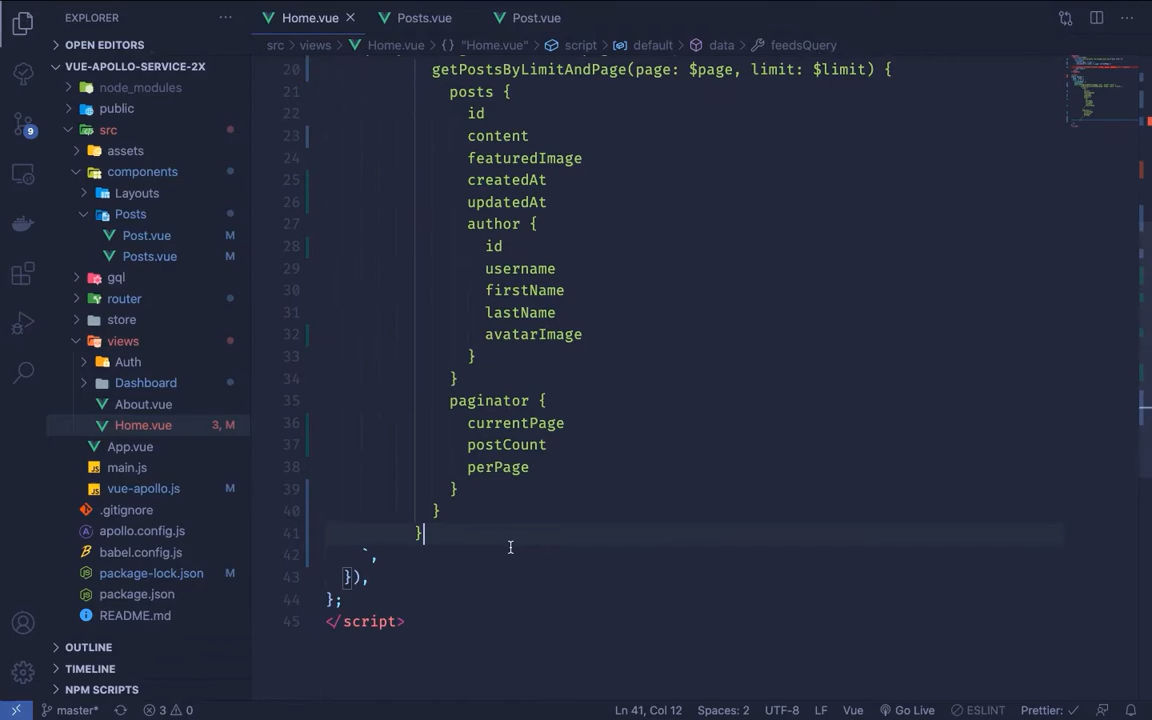 EXPLORER
OPEN EDITORS
VUE-APOLLO-SERVICE-2X
node_modules
public
src
assets
components
Layouts
Posts
Post.vue M
Posts.vue M
gql
router
store
views
Auth
Dashboard
About.vue
Home.vue 3, M
App.vue
main.js
vue-apollo.js M
.gitignore
apollo.config.js
babel.config.js
package-lock.json M
package.json
README.md
OUTLINE
TIMELINE
NPM SCRIPTS
9
Home.vue Posts.vue Post.vue
src > views > Home.vue > {} "Home.vue" > script > default > data > feedsQuery
20 getPostsByLimitAndPage(page: $page, limit: $limit) {
21 posts {
22 id
23 content
24 featuredImage
25 createdAt
26 updatedAt
27 author {
28 id
29 username
30 firstName
31 lastName
32 avatarImage
33 }
34 }
35 paginator {
36 currentPage
37 postCount
38 perPage
39 }
40 }
41 }
42 `,
43 }),
44 };
45 </script>
master* 3 0 Ln 41, Col 12 Spaces: 2 UTF-8 LF Vue Go Live ESLINT Prettier: ✓